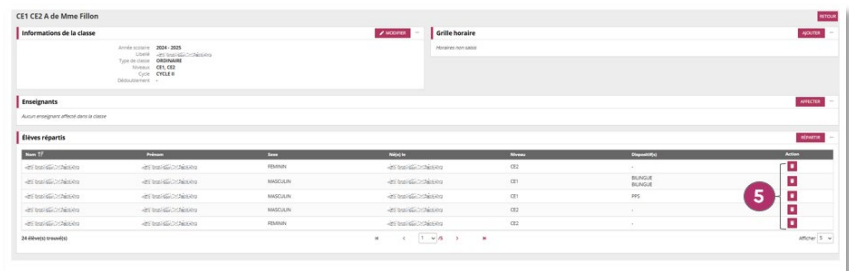 CE1 CE2 A de Mme Fillon
RETOUR
Informations de la classe
MODIFIER
Grille horaire
AJOUTER
Année scolaire 2024 - 2025
Horaires non saisis
Libellé
Type de classe ORDINAIRE
Niveaux CE1, CE2
Cycle CYCLE II
Dédoublement -
Enseignants
AFFECTER
Aucun enseignant affecté dans la classe
Élèves répartis
RÉPARTIR
Nom Prénom Sexe Né(e) le Niveau Dispositif(s) Action
FEMININ CE2 -
MASCULIN CE1 BILINGUE
BILINGUE
MASCULIN CE1 PPS
5
MASCULIN CE2 -
FEMININ CE2 -
24 élève(s) trouvé(s)
1 /5
Afficher 5